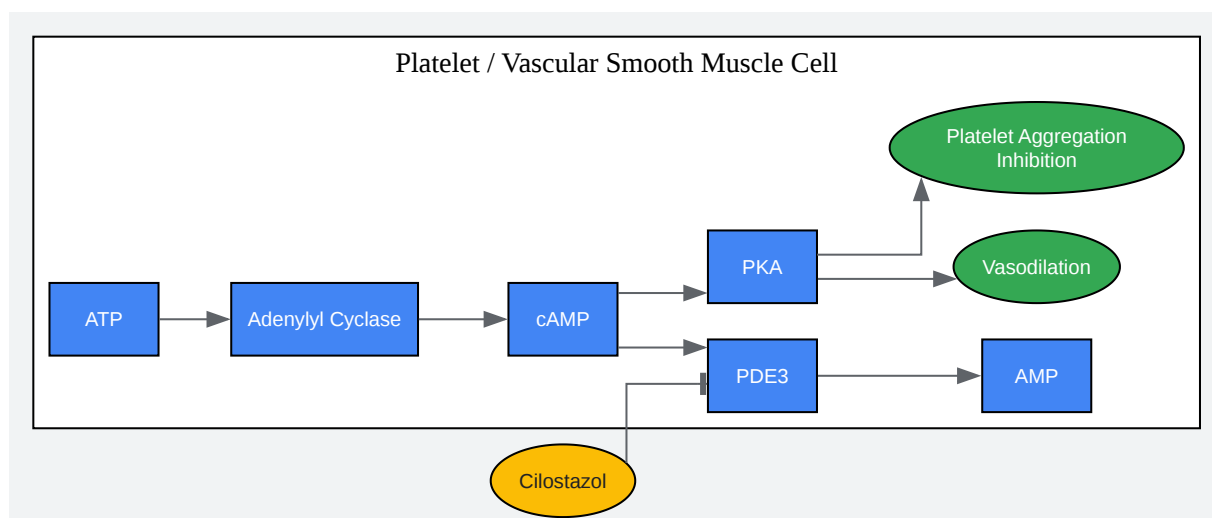 Platelet / Vascular Smooth Muscle Cell
Platelet Aggregation
Inhibition
PKA
Vasodilation
ATP
Adenylyl Cyclase
cAMP
PDE3
AMP
Cilostazol